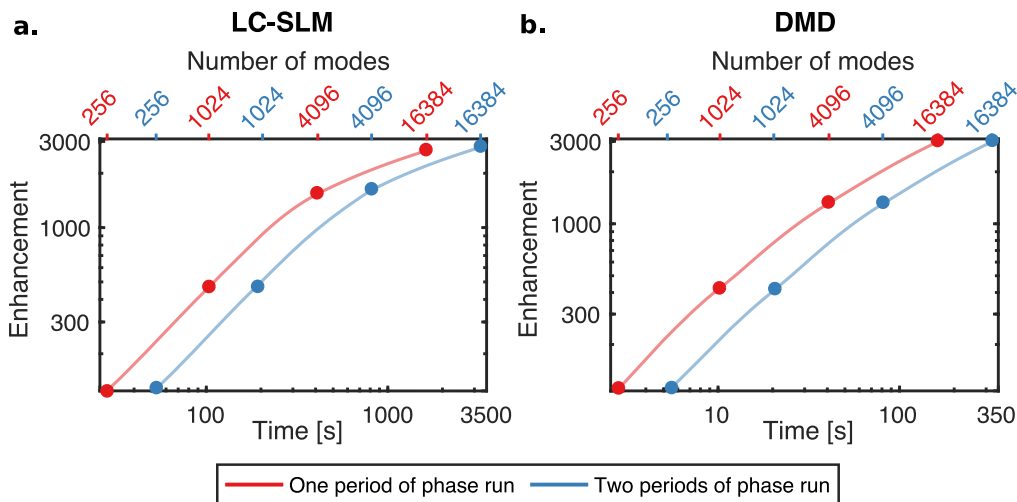 a.
LC-SLM
Number of modes
256
256
1024
1024
4096
4096
16384
16384
3000
1000
300
Enhancement
100
1000
3500
Time [s]
b.
DMD
Number of modes
256
256
1024
1024
4096
4096
16384
16384
3000
1000
300
Enhancement
10
100
350
Time [s]
One period of phase run
Two periods of phase run